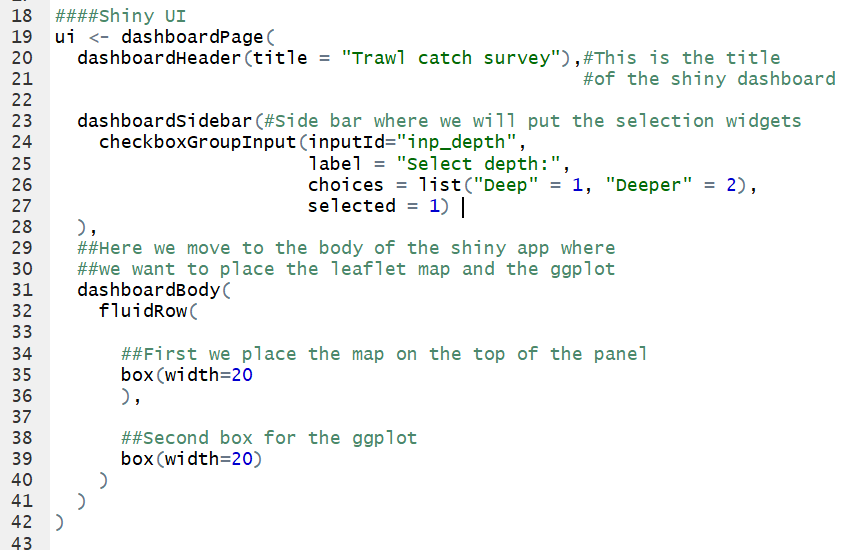 18 ####Shiny UI
19 ui <- dashboardPage(
20   dashboardHeader(title = "Trawl catch survey"),#This is the title
21                                                 #of the shiny dashboard
22
23   dashboardSidebar(#Side bar where we will put the selection widgets
24     checkboxGroupInput(inputId="inp_depth",
25                        label = "Select depth:",
26                        choices = list("Deep" = 1, "Deeper" = 2),
27                        selected = 1)
28   ),
29   ##Here we move to the body of the shiny app where
30   ##we want to place the leaflet map and the ggplot
31   dashboardBody(
32     fluidRow(
33
34       ##First we place the map on the top of the panel
35       box(width=20
36       ),
37
38       ##Second box for the ggplot
39       box(width=20)
40     )
41   )
42 )
43